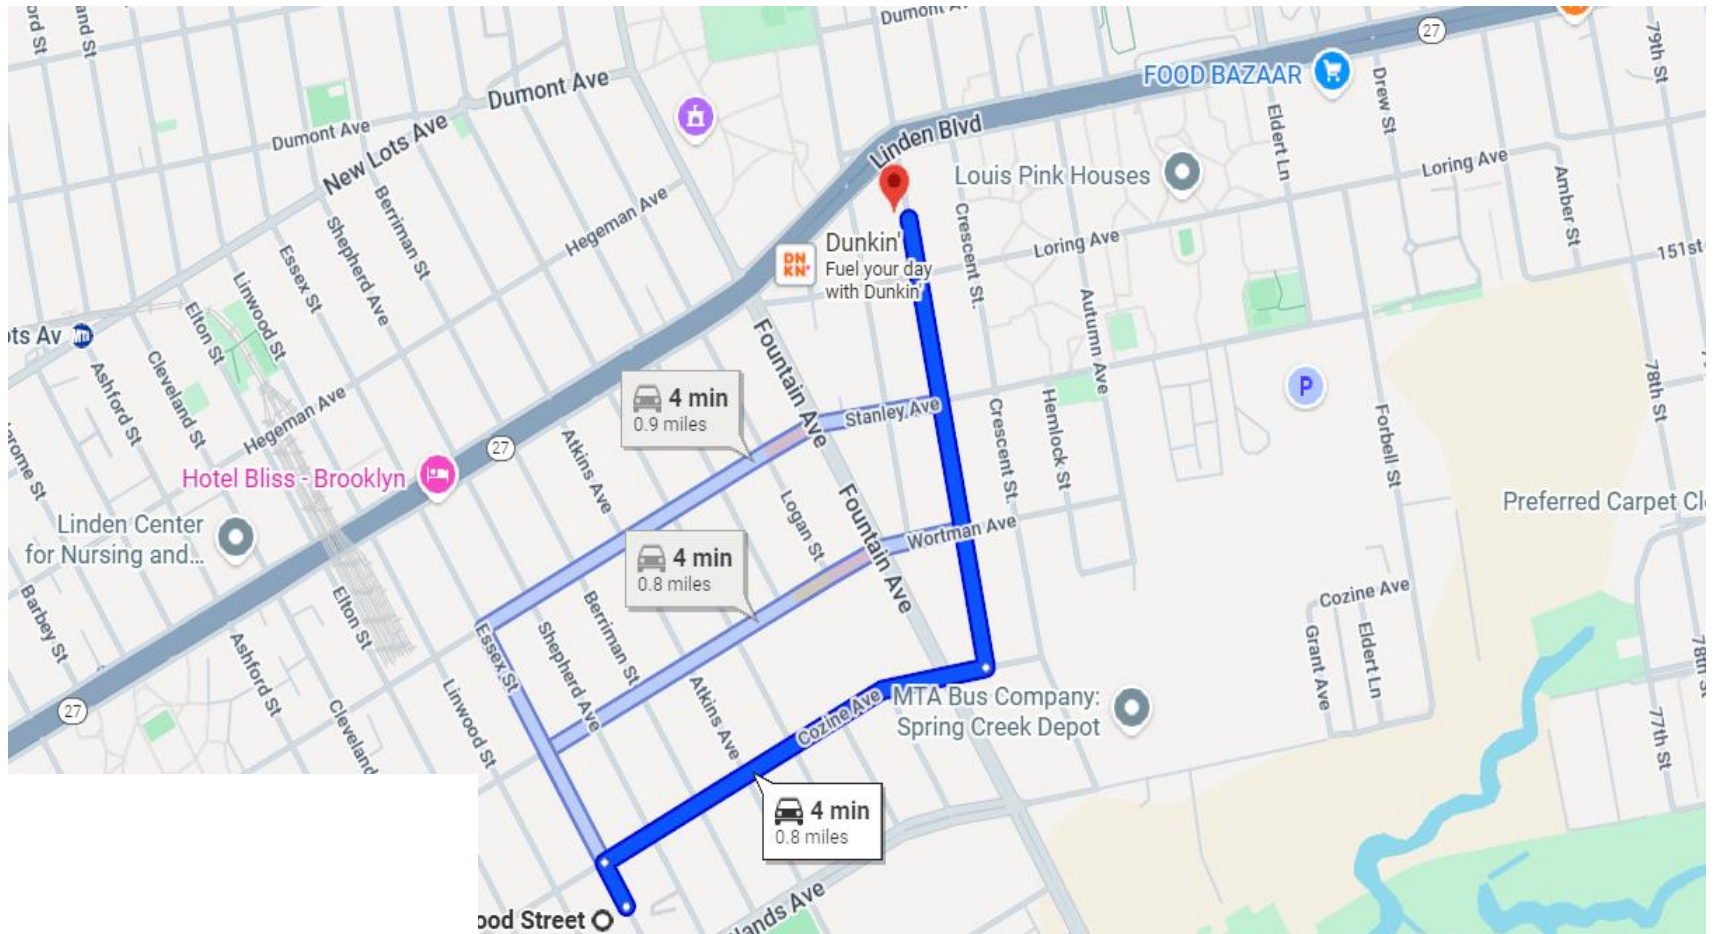 Dumont A
27
79th St
FOOD BAZAAR
Drew St
Dumont Ave
Dumont Ave
New Lots Ave
Linden Blvd
Eldert Ln
Louis Pink Houses
Loring Ave
Amber St
Berriman St
Hegeman Ave
Shepherd Ave
Essex St
Linwood St
Elton St
Crescent St.
Loring Ave
151st
Dunkin'
Fuel your day
with Dunkin'
DN
KN'
Autumn Ave
ots Av
Cleveland St
Ashford St
Hegeman Ave
Fountain Ave
4 min
0.9 miles
Stanley Ave
P
78th St
Hemlock St
Crescent St.
Forbell St
27
Atkins Ave
Hotel Bliss - Brooklyn
Linden Center
for Nursing and...
Logan St
Fountain Ave
Wortman Ave
Preferred Carpet Cl
4 min
0.8 miles
Barbey St
Elton St
Berriman St
Shepherd Ave
Essex St
Cozine Ave
Grant Ave
Eldert Ln
Ashford St
Linwood St
Atkins Ave
Cozine Ave
MTA Bus Company:
Spring Creek Depot
27
Cleveland
77th St
4 min
0.8 miles
ood Street
lands Ave